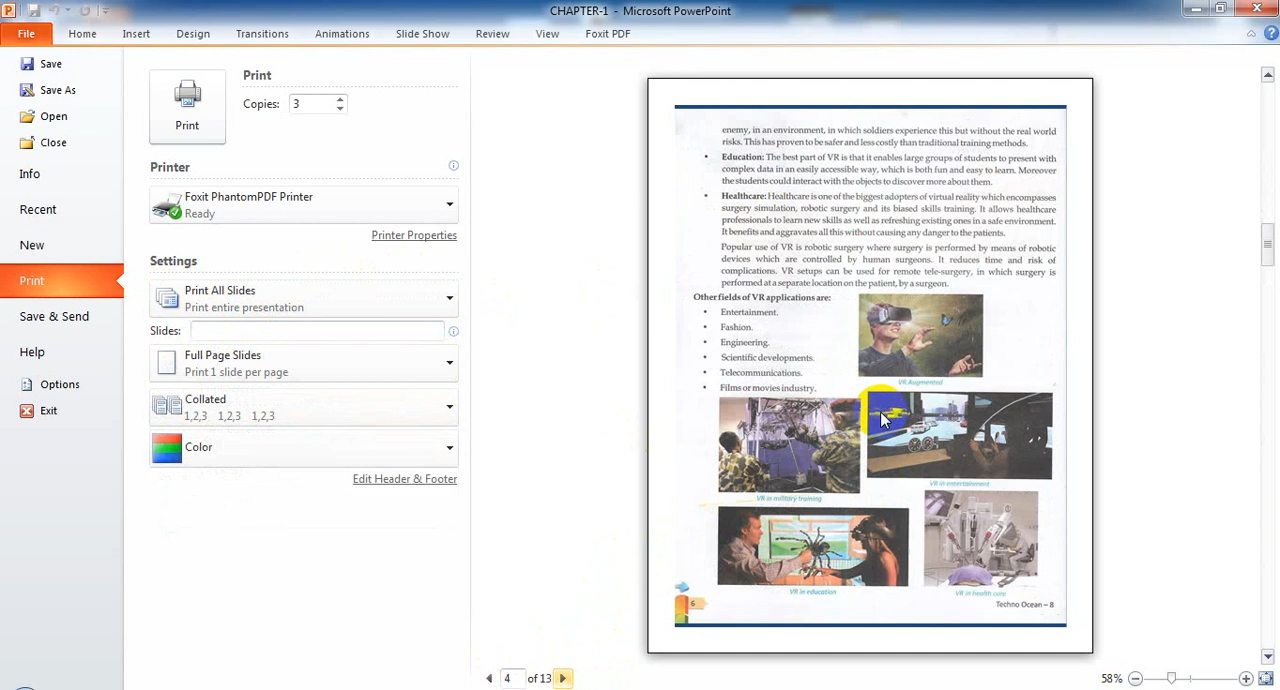 CHAPTER-1 - Microsoft PowerPoint
File Home Insert Design Transitions Animations Slide Show Review View Foxit PDF
Save
Save As
Open
Close
Info
Recent
New
Print
Save & Send
Help
Options
Exit
Print
Print
Copies: 3
Printer
Foxit PhantomPDF Printer
Ready
Printer Properties
Settings
Print All Slides
Print entire presentation
Slides:
Full Page Slides
Print 1 slide per page
Collated
1,2,3 1,2,3 1,2,3
Color
Edit Header & Footer
enemy, in an environment, in which soldiers experience this but without the real world
risks. This has proven to be safer and less costly than traditional training methods.
• Education: The best part of VR is that it enables large groups of students to present with
complex data in an easily accessible way, which is both fun and easy to learn. Moreover
the students could interact with the objects to discover more about them.
• Healthcare: Healthcare is one of the biggest adopters of virtual reality which encompasses
surgery simulation, robotic surgery and its biased skills training. It allows healthcare
professionals to learn new skills as well as refreshing existing ones in a safe environment.
It benefits and aggravates all this without causing any danger to the patients.
Popular use of VR is robotic surgery where surgery is performed by means of robotic
devices which are controlled by human surgeons. It reduces time and risk of
complications. VR setups can be used for remote tele-surgery, in which surgery is
performed at a separate location on the patient, by a surgeon.
Other fields of VR applications are:
• Entertainment.
• Fashion.
• Engineering.
• Scientific developments.
• Telecommunications.
• Films or movies industry.
VR Augmented
VR in military training
VR in entertainment
VR in education
VR in health care
6
Techno Ocean – 8
4 of 13
58%